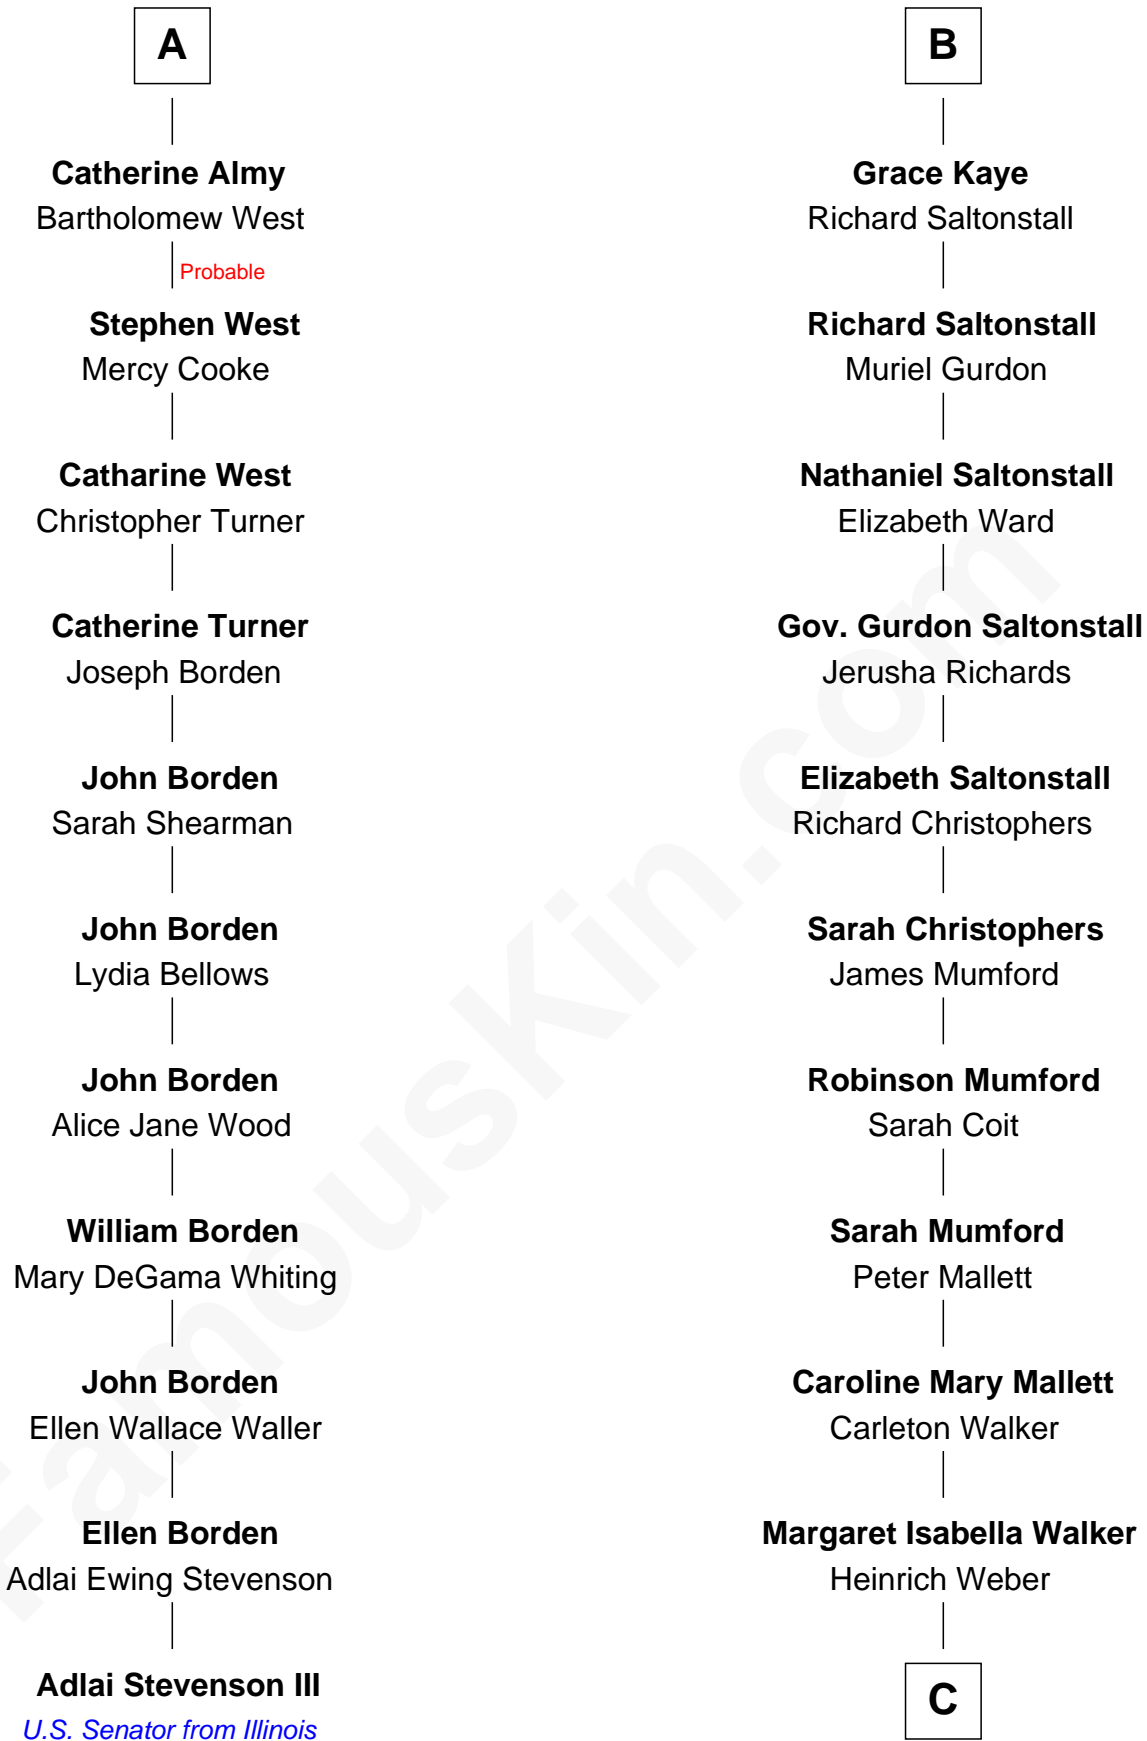 A
Catherine Almy
Bartholomew West
Probable
Stephen West
Mercy Cooke
Catharine West
Christopher Turner
Catherine Turner
Joseph Borden
John Borden
Sarah Shearman
John Borden
Lydia Bellows
John Borden
Alice Jane Wood
William Borden
Mary DeGama Whiting
John Borden
Ellen Wallace Waller
Ellen Borden
Adlai Ewing Stevenson
Adlai Stevenson III
U.S. Senator from Illinois
B
Grace Kaye
Richard Saltonstall
Richard Saltonstall
Muriel Gurdon
Nathaniel Saltonstall
Elizabeth Ward
Gov. Gurdon Saltonstall
Jerusha Richards
Elizabeth Saltonstall
Richard Christophers
Sarah Christophers
James Mumford
Robinson Mumford
Sarah Coit
Sarah Mumford
Peter Mallett
Caroline Mary Mallett
Carleton Walker
Margaret Isabella Walker
Heinrich Weber
C
FamousKin.com